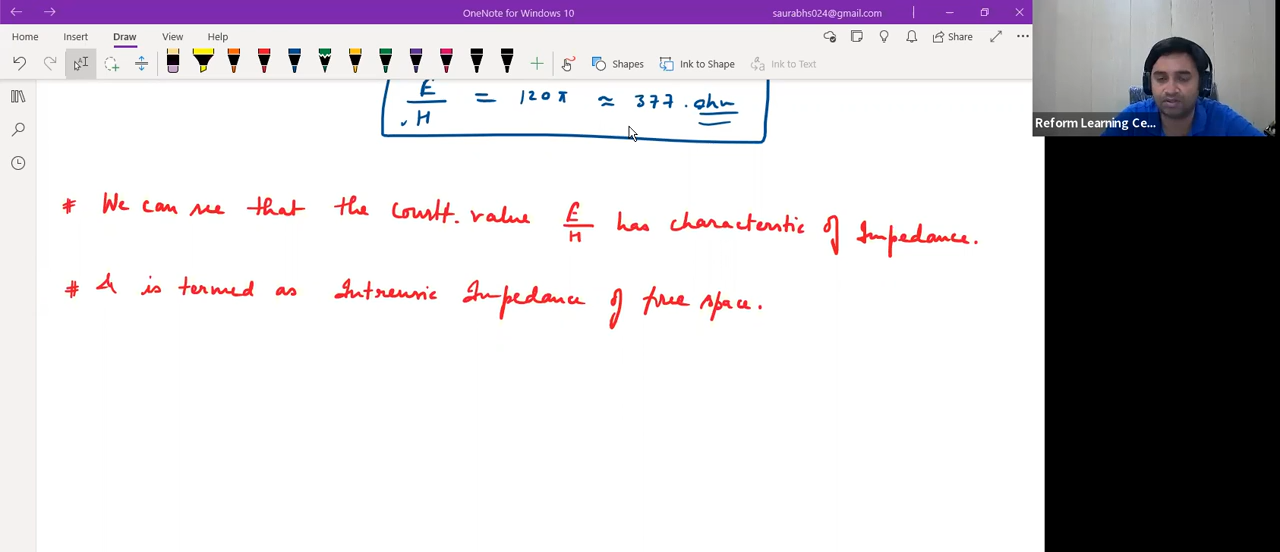 OneNote for Windows 10
saurabhs024@gmail.com
Home Insert Draw View Help
Share
Shapes
Ink to Shape
Ink to Text
E/H = 120π ≈ 377. ohm
Reform Learning Ce...
* We can see that the constt. value E/H has characteristic of Impedance.
* & is termed as Intrensic Impedance of free space.